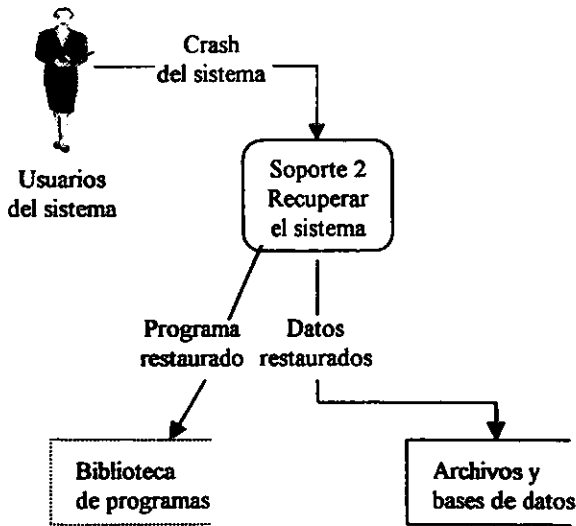 Crash
del sistema
Usuarios
del sistema
Soporte 2
Recuperar
el sistema
Programa
restaurado
Datos
restaurados
Biblioteca
de programas
Archivos y
bases de datos